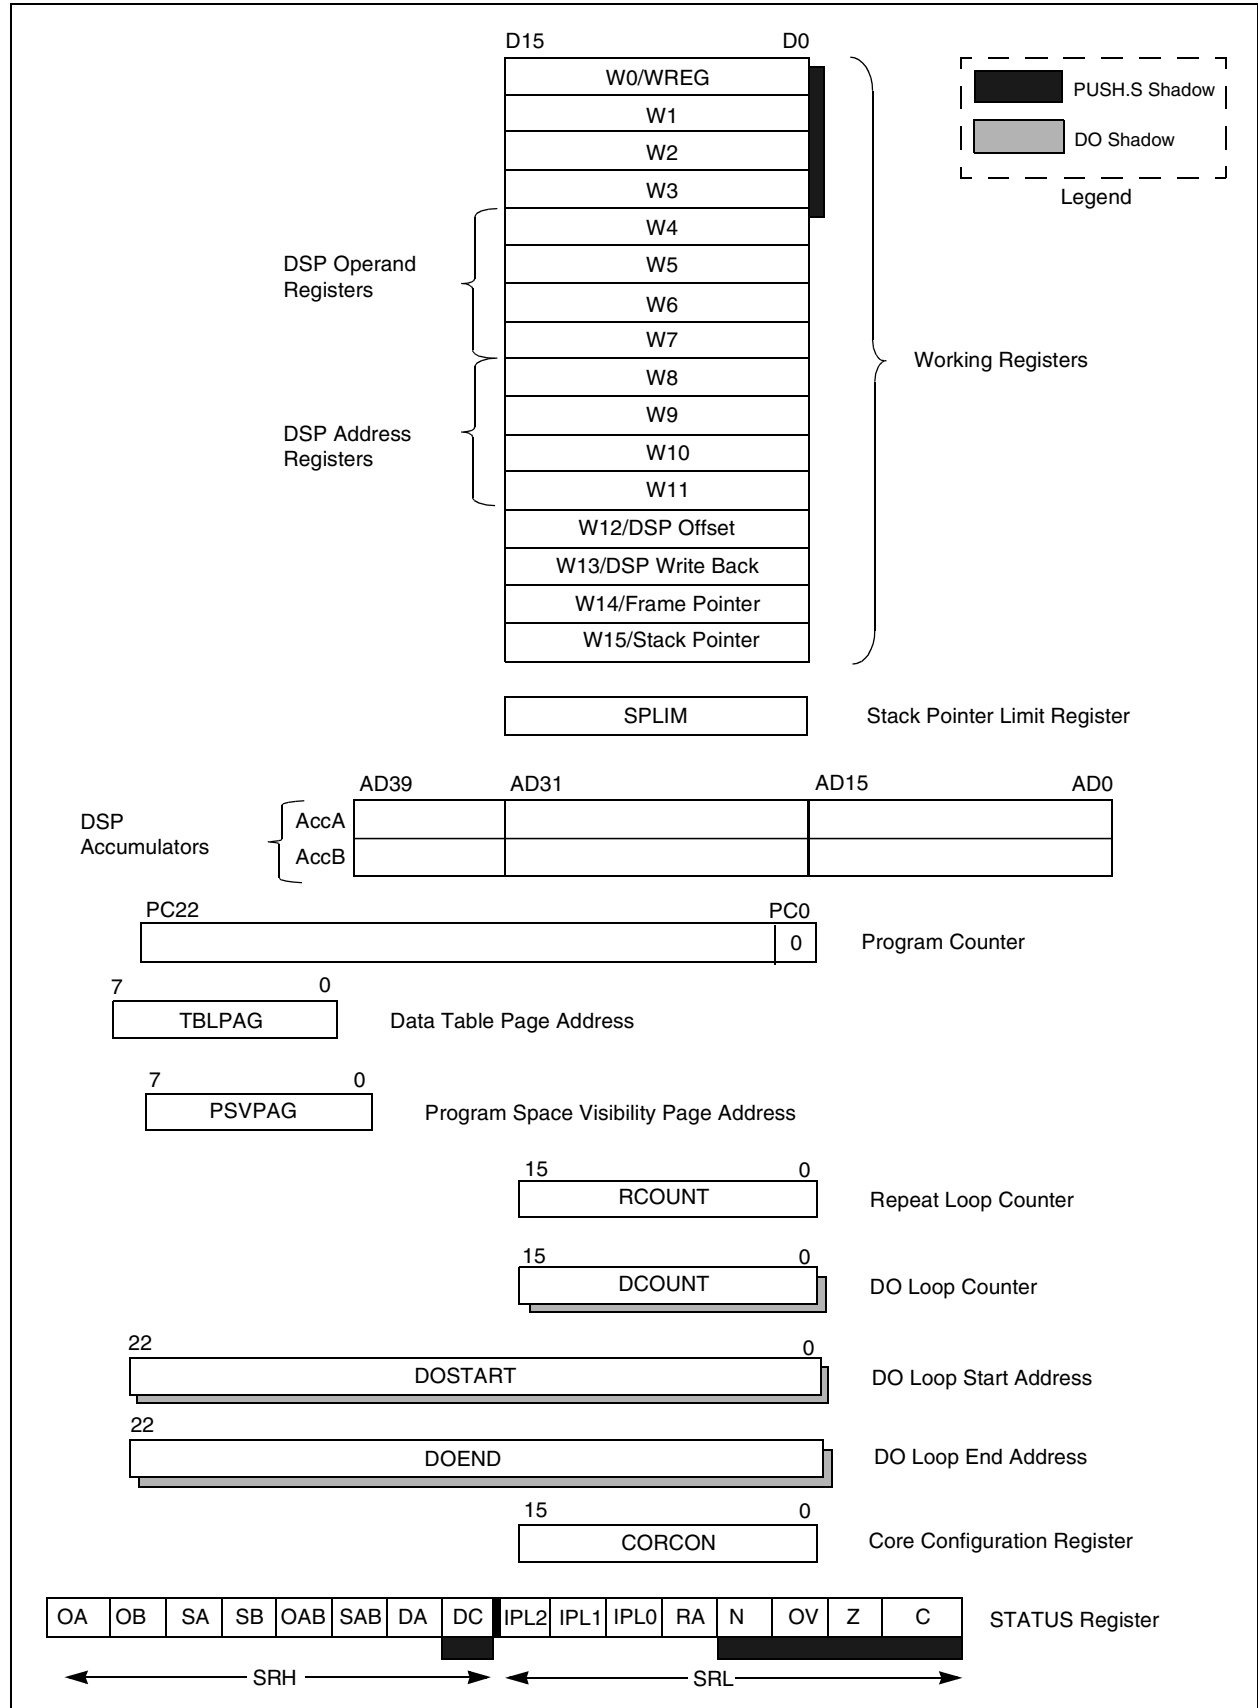 D15 D0
W0/WREG
W1
W2
W3
W4
W5
W6
W7
W8
W9
W10
W11
W12/DSP Offset
W13/DSP Write Back
W14/Frame Pointer
W15/Stack Pointer
PUSH.S Shadow
DO Shadow
Legend
DSP Operand
Registers
DSP Address
Registers
Working Registers
SPLIM Stack Pointer Limit Register
AD39 AD31 AD15 AD0
DSP
Accumulators
AccA
AccB
PC22 PC0
0 Program Counter
7 0
TBLPAG Data Table Page Address
7 0
PSVPAG Program Space Visibility Page Address
15 0
RCOUNT Repeat Loop Counter
15 0
DCOUNT DO Loop Counter
22 0
DOSTART DO Loop Start Address
22
DOEND DO Loop End Address
15 0
CORCON Core Configuration Register
OA OB SA SB OAB SAB DA DC IPL2 IPL1 IPL0 RA N OV Z C STATUS Register
SRH SRL